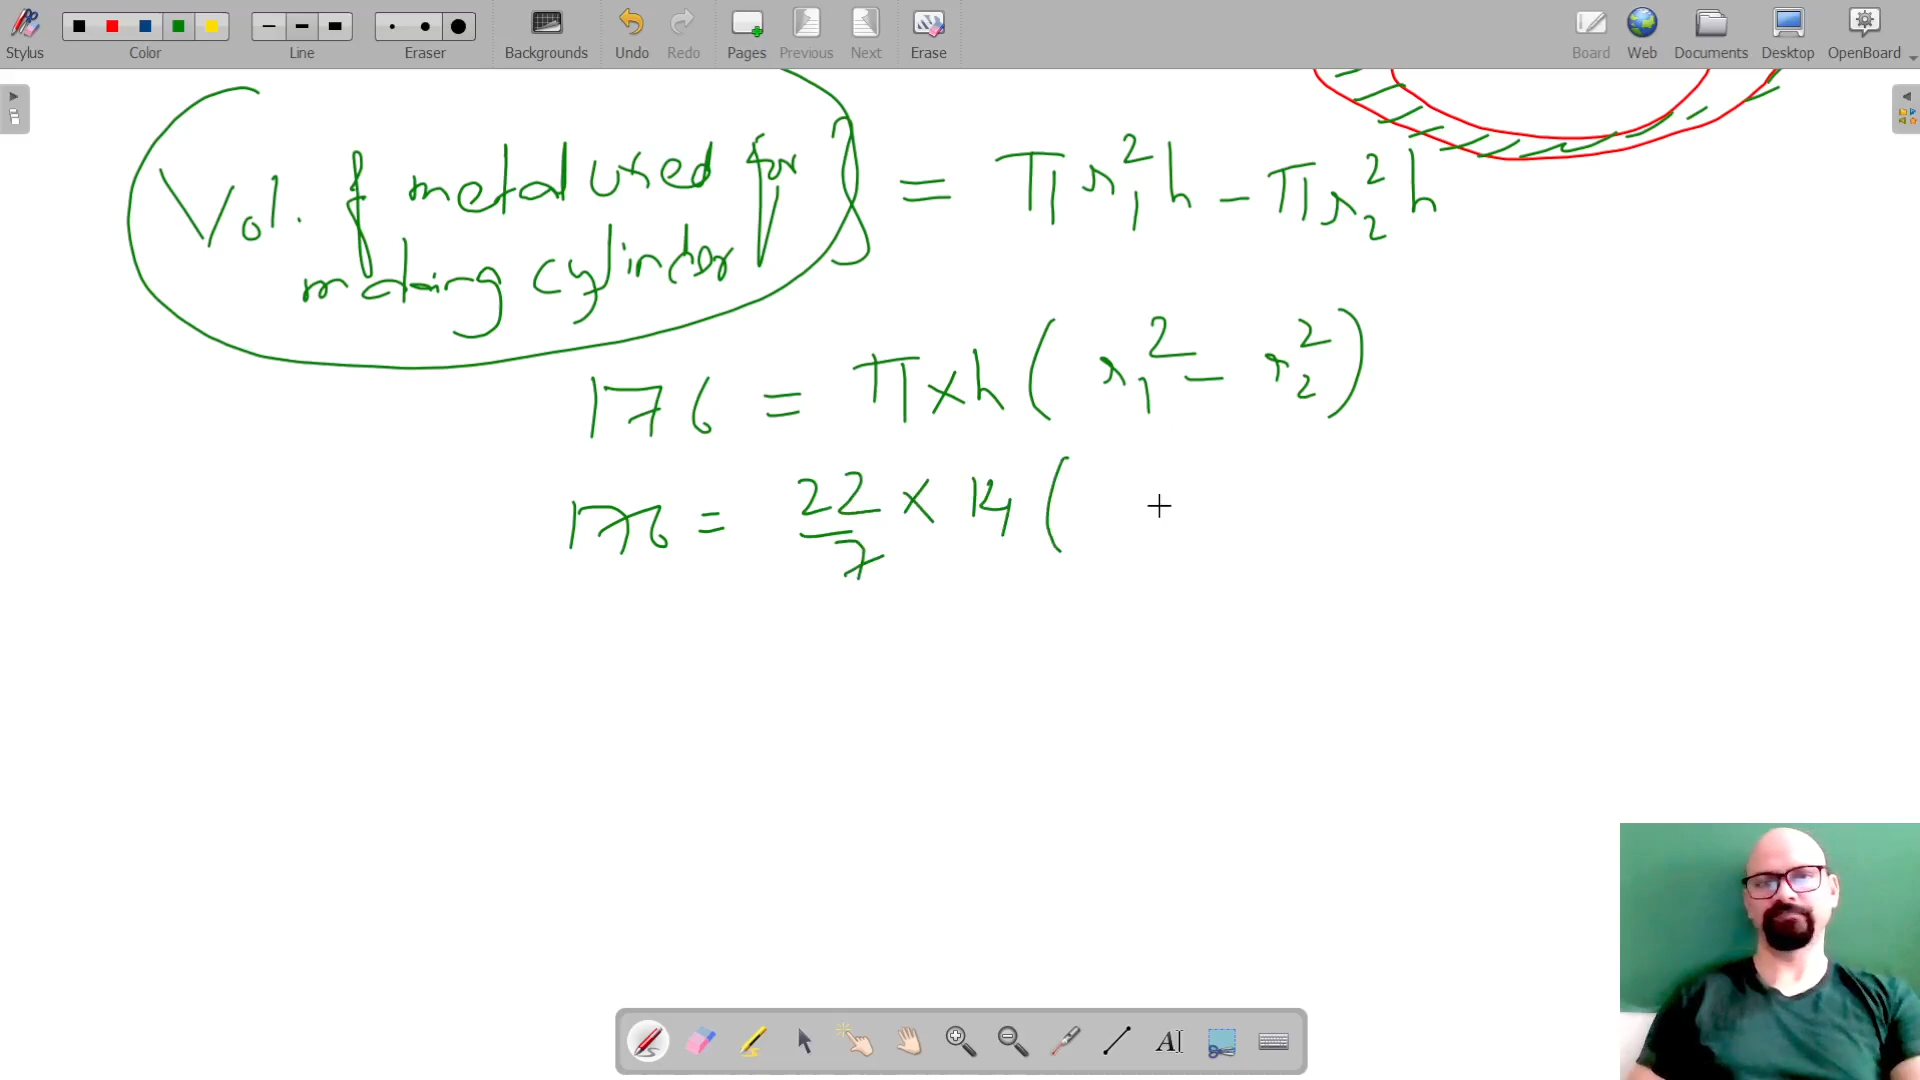 Stylus Color Line Eraser Backgrounds Undo Redo Pages Previous Next Erase Board Web Documents Desktop OpenBoard
Vol. of metal used for } = πr₁²h - πr₂²h
making cylinder
176 = π×h( r₁² - r₂²)
176 = 22/7 × 14 (